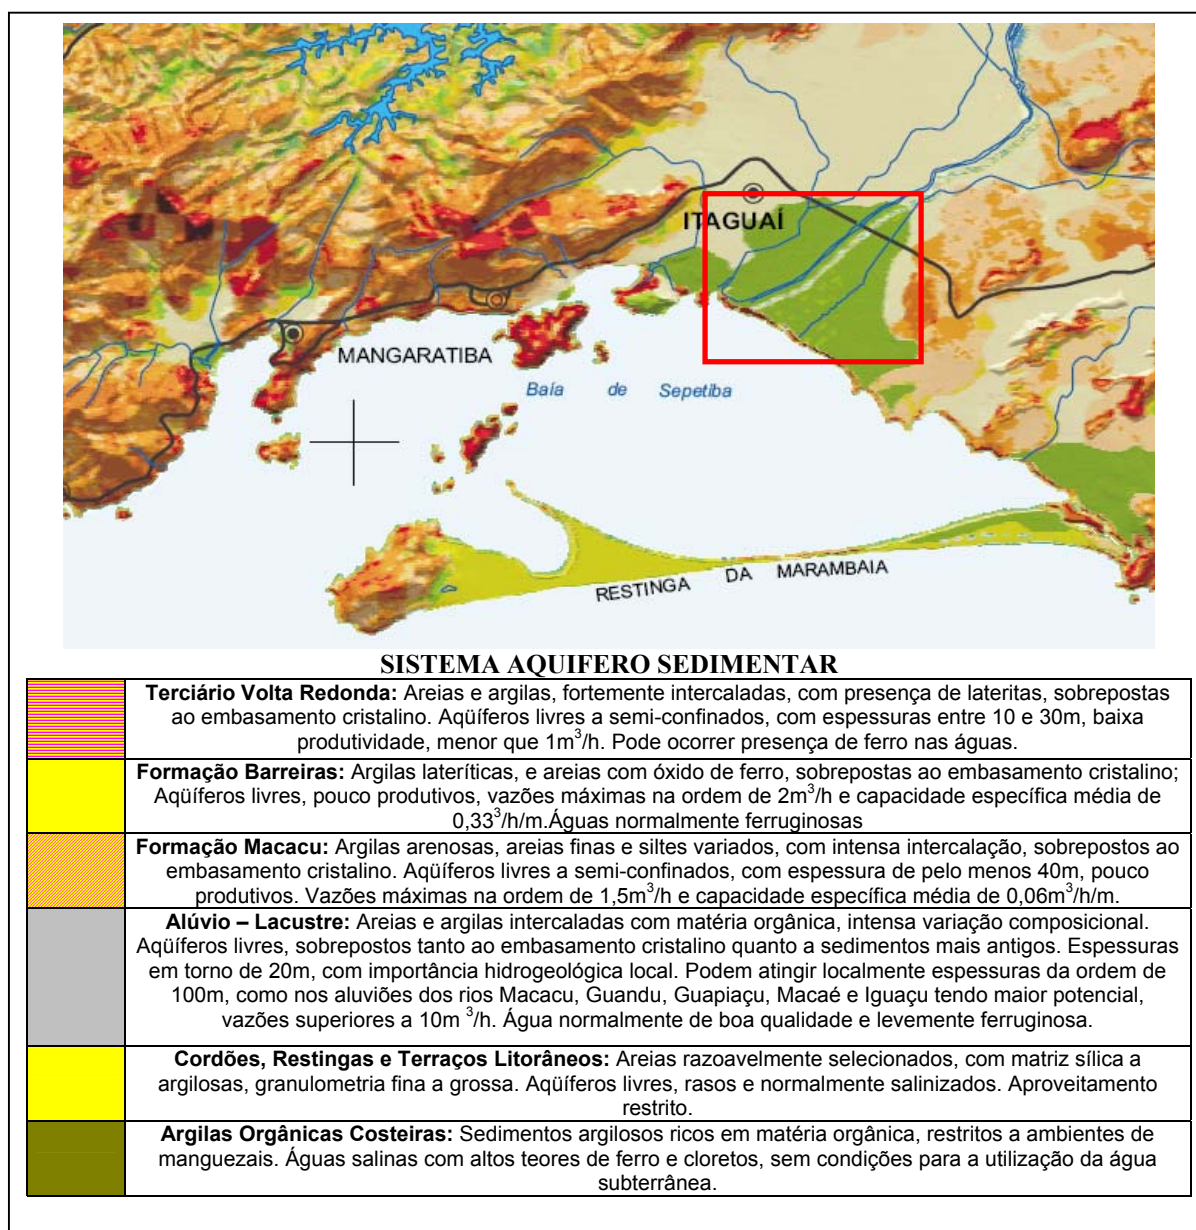 ITAGUAÍ
MANGARATIBA
Baía de Sepetiba
RESTINGA DA MARAMBAIA
SISTEMA AQUIFERO SEDIMENTAR
Terciário Volta Redonda: Areias e argilas, fortemente intercaladas, com presença de lateritas, sobrepostas
ao embasamento cristalino. Aqüíferos livres a semi-confinados, com espessuras entre 10 e 30m, baixa
produtividade, menor que 1m³/h. Pode ocorrer presença de ferro nas águas.
Formação Barreiras: Argilas lateríticas, e areias com óxido de ferro, sobrepostas ao embasamento cristalino;
Aqüíferos livres, pouco produtivos, vazões máximas na ordem de 2m³/h e capacidade específica média de
0,33³/h/m.Águas normalmente ferruginosas
Formação Macacu: Argilas arenosas, areias finas e siltes variados, com intensa intercalação, sobrepostos ao
embasamento cristalino. Aqüíferos livres a semi-confinados, com espessura de pelo menos 40m, pouco
produtivos. Vazões máximas na ordem de 1,5m³/h e capacidade específica média de 0,06m³/h/m.
Alúvio – Lacustre: Areias e argilas intercaladas com matéria orgânica, intensa variação composicional.
Aqüíferos livres, sobrepostos tanto ao embasamento cristalino quanto a sedimentos mais antigos. Espessuras
em torno de 20m, com importância hidrogeológica local. Podem atingir localmente espessuras da ordem de
100m, como nos aluviões dos rios Macacu, Guandu, Guapiaçu, Macaé e Iguaçu tendo maior potencial,
vazões superiores a 10m ³/h. Água normalmente de boa qualidade e levemente ferruginosa.
Cordões, Restingas e Terraços Litorâneos: Areias razoavelmente selecionados, com matriz sílica a
argilosas, granulometria fina a grossa. Aqüíferos livres, rasos e normalmente salinizados. Aproveitamento
restrito.
Argilas Orgânicas Costeiras: Sedimentos argilosos ricos em matéria orgânica, restritos a ambientes de
manguezais. Águas salinas com altos teores de ferro e cloretos, sem condições para a utilização da água
subterrânea.